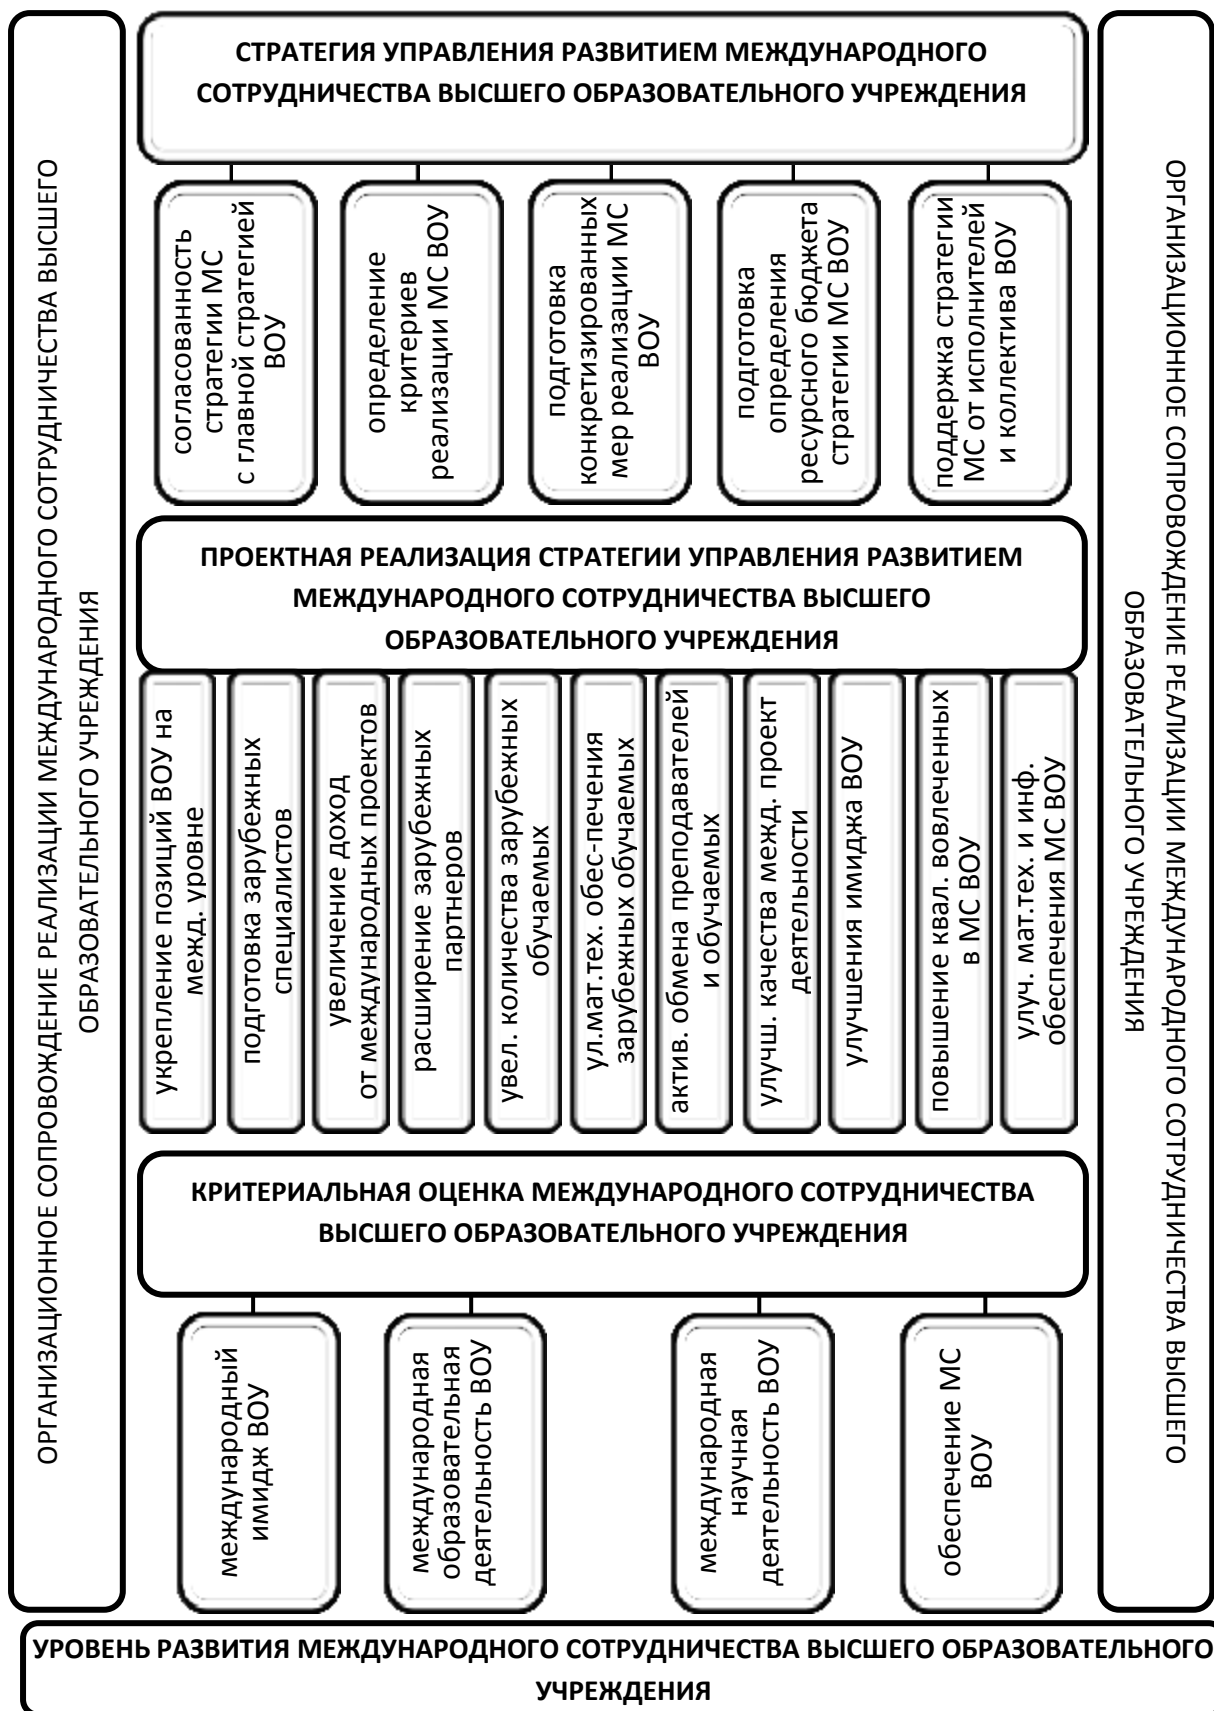 ОРГАНИЗАЦИОННОЕ СОПРОВОЖДЕНИЕ РЕАЛИЗАЦИИ МЕЖДУНАРОДНОГО СОТРУДНИЧЕСТВА ВЫСШЕГО
ОБРАЗОВАТЕЛЬНОГО УЧРЕЖДЕНИЯ
СТРАТЕГИЯ УПРАВЛЕНИЯ РАЗВИТИЕМ МЕЖДУНАРОДНОГО
СОТРУДНИЧЕСТВА ВЫСШЕГО ОБРАЗОВАТЕЛЬНОГО УЧРЕЖДЕНИЯ
согласованность
стратегии МС
с главной стратегией
ВОУ
определение
критериев
реализации МС ВОУ
подготовка
конкретизированных
мер реализации МС
ВОУ
подготовка
определения
ресурсного бюджета
стратегии МС ВОУ
поддержка стратегии
МС от исполнителей
и коллектива ВОУ
ПРОЕКТНАЯ РЕАЛИЗАЦИЯ СТРАТЕГИИ УПРАВЛЕНИЯ РАЗВИТИЕМ
МЕЖДУНАРОДНОГО СОТРУДНИЧЕСТВА ВЫСШЕГО
ОБРАЗОВАТЕЛЬНОГО УЧРЕЖДЕНИЯ
укрепление позиций ВОУ на
межд. уровне
подготовка зарубежных
специалистов
увеличение доход
от международных проектов
расширение зарубежных
партнеров
увел. количества зарубежных
обучаемых
ул.мат.тех. обес-печения
зарубежных обучаемых
актив. обмена преподавателей
и обучаемых
улучш. качества межд. проект
деятельности
улучшения имиджа ВОУ
повышение квал. вовлеченных
в МС ВОУ
улуч. мат.тех. и инф.
обеспечения МС ВОУ
КРИТЕРИАЛЬНАЯ ОЦЕНКА МЕЖДУНАРОДНОГО СОТРУДНИЧЕСТВА
ВЫСШЕГО ОБРАЗОВАТЕЛЬНОГО УЧРЕЖДЕНИЯ
международный
имидж ВОУ
международная
образовательная
деятельность ВОУ
международная
научная
деятельность ВОУ
обеспечение МС
ВОУ
ОРГАНИЗАЦИОННОЕ СОПРОВОЖДЕНИЕ РЕАЛИЗАЦИИ МЕЖДУНАРОДНОГО СОТРУДНИЧЕСТВА ВЫСШЕГО
ОБРАЗОВАТЕЛЬНОГО УЧРЕЖДЕНИЯ
УРОВЕНЬ РАЗВИТИЯ МЕЖДУНАРОДНОГО СОТРУДНИЧЕСТВА ВЫСШЕГО ОБРАЗОВАТЕЛЬНОГО
УЧРЕЖДЕНИЯ